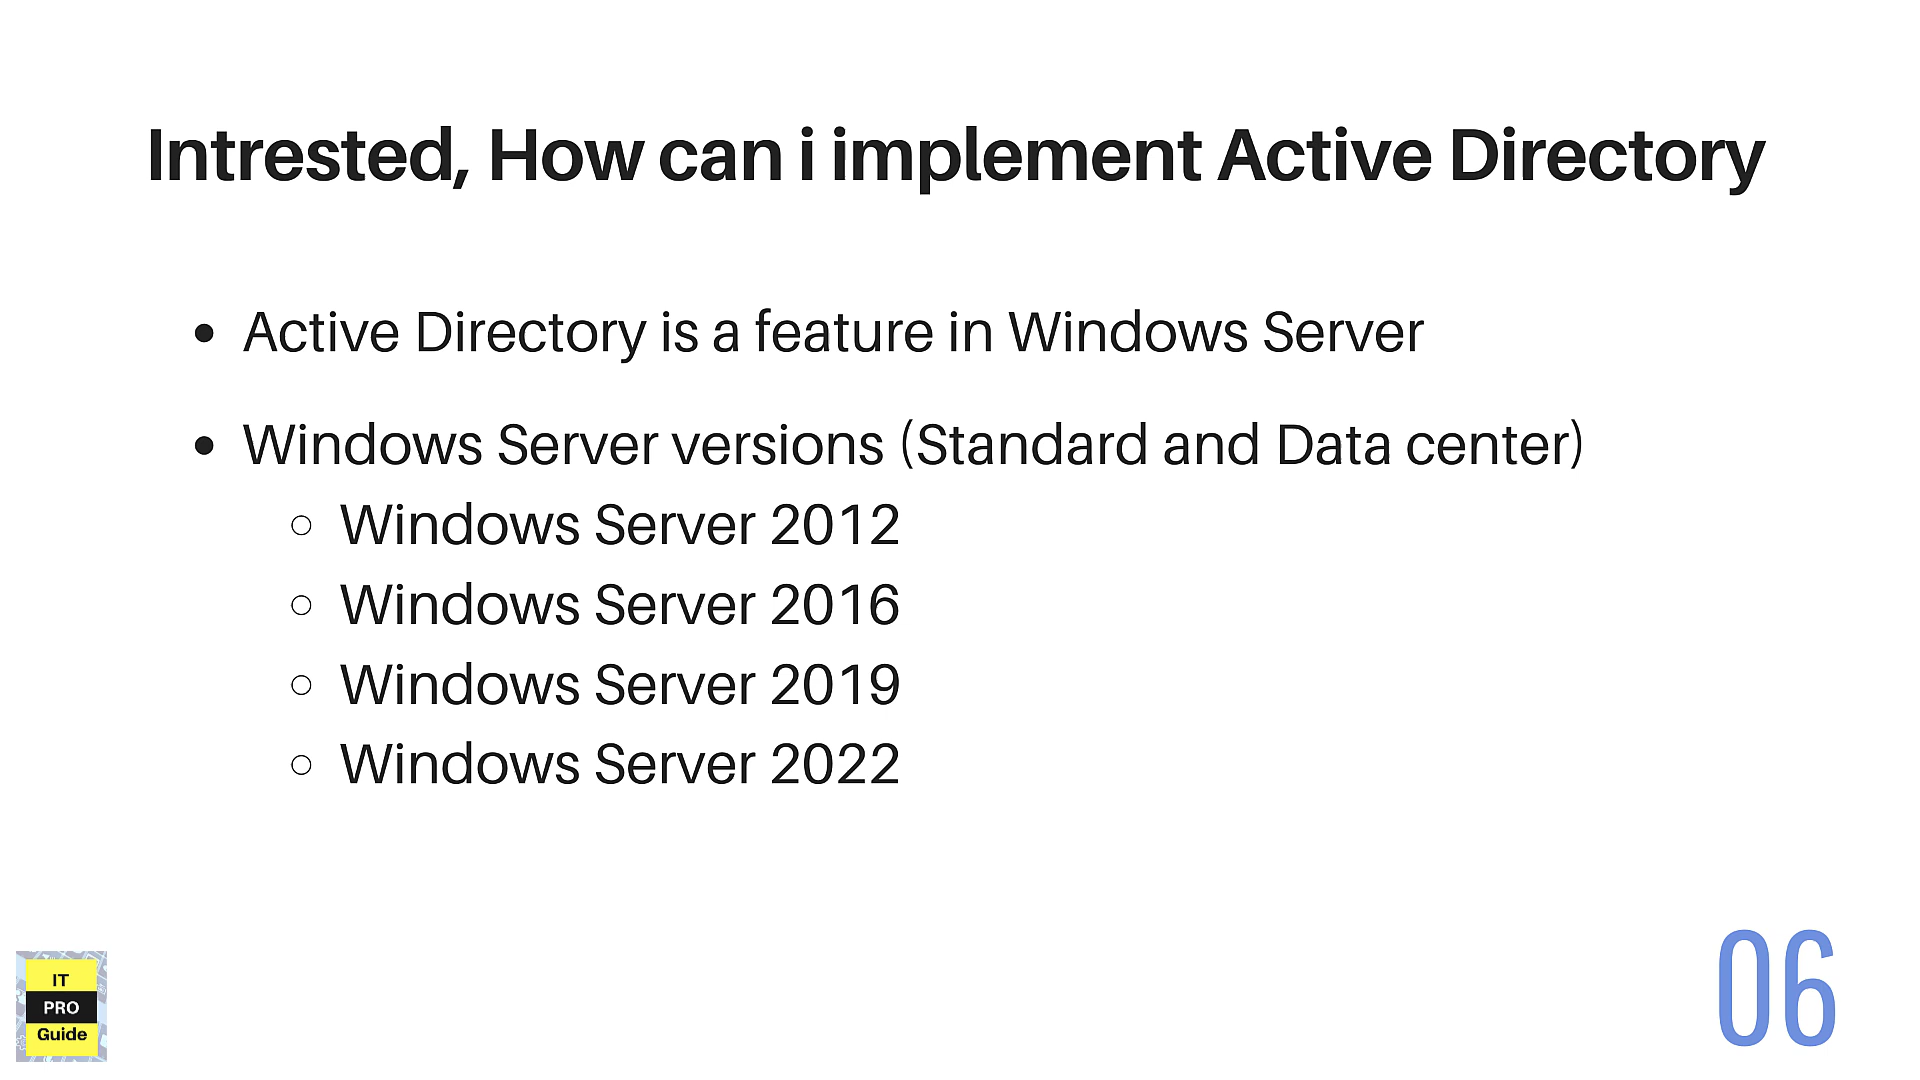 Intrested, How can i implement Active Directory
• Active Directory is a feature in Windows Server
• Windows Server versions (Standard and Data center)
○ Windows Server 2012
○ Windows Server 2016
○ Windows Server 2019
○ Windows Server 2022
IT
PRO
Guide
06